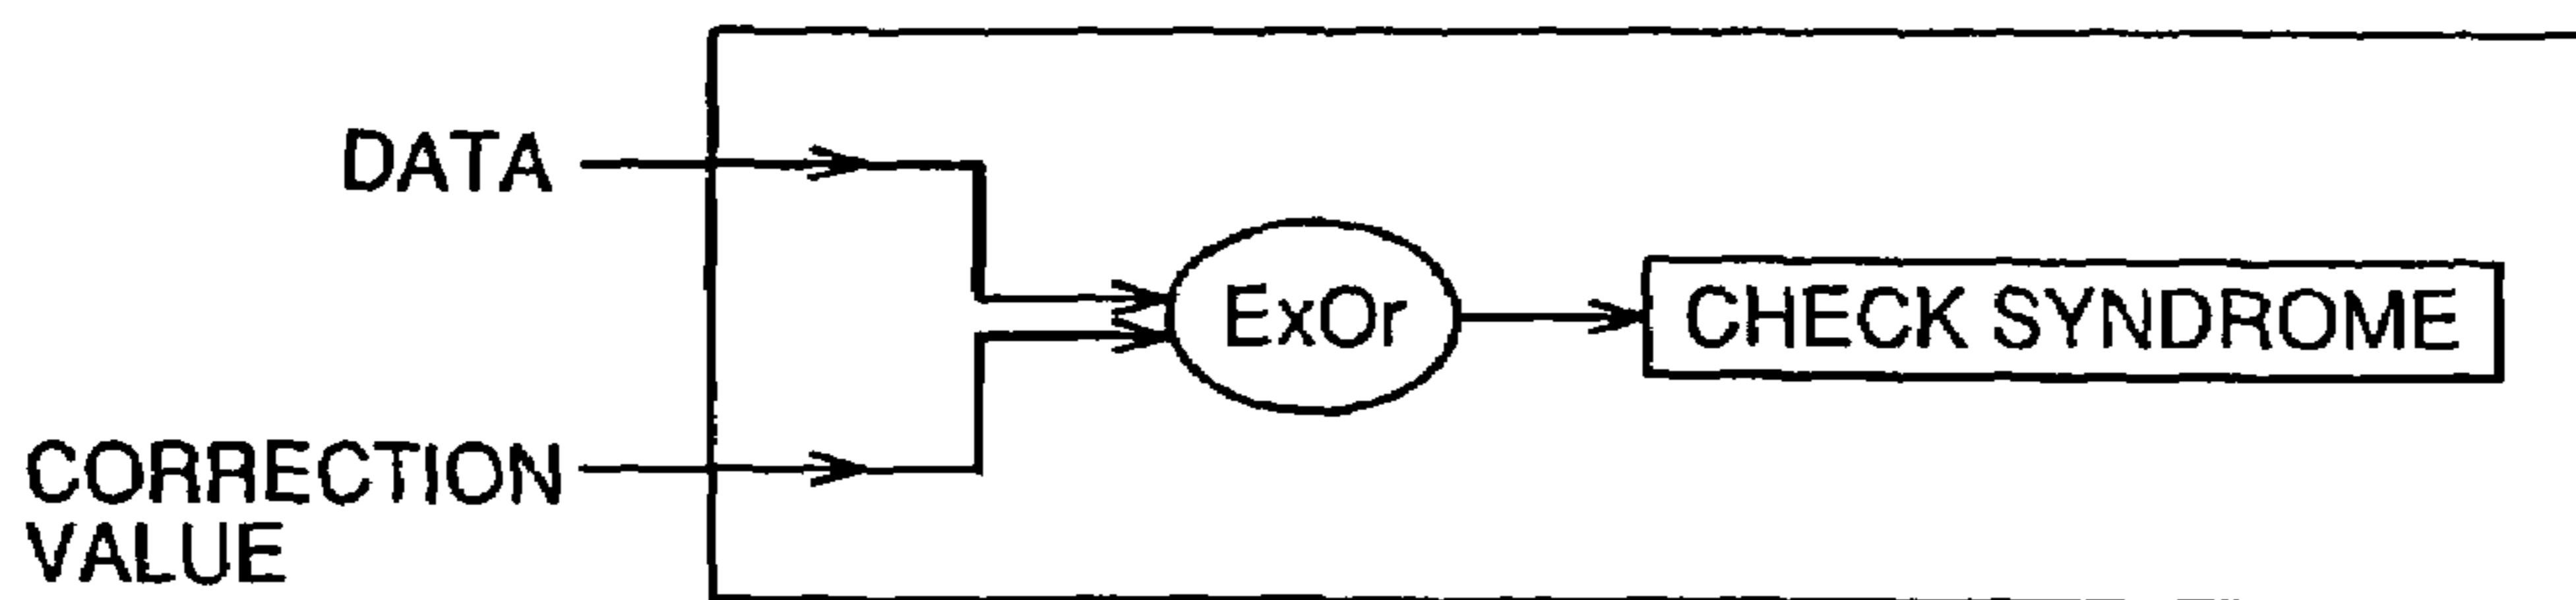 DATA
ExOr
CHECK SYNDROME
CORRECTION
VALUE